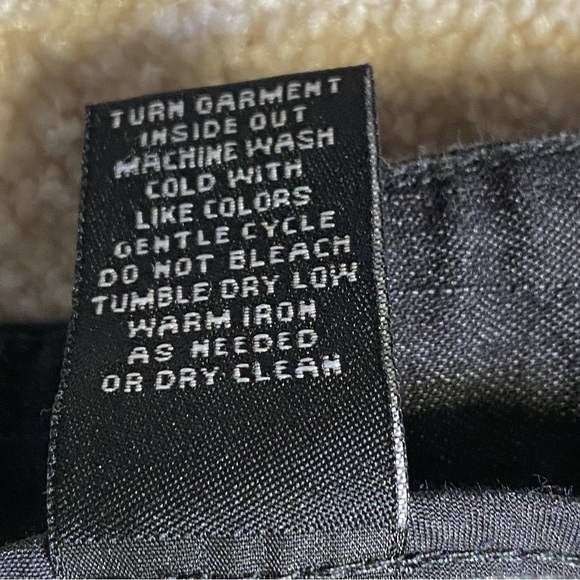 TURN GARMENT
INSIDE OUT
MACHINE WASH
COLD WITH
LIKE COLORS
GENTLE CYCLE
DO NOT BLEACH
TUMBLE DRY LOW
WARM IRON
AS NEEDED
OR DRY CLEAN